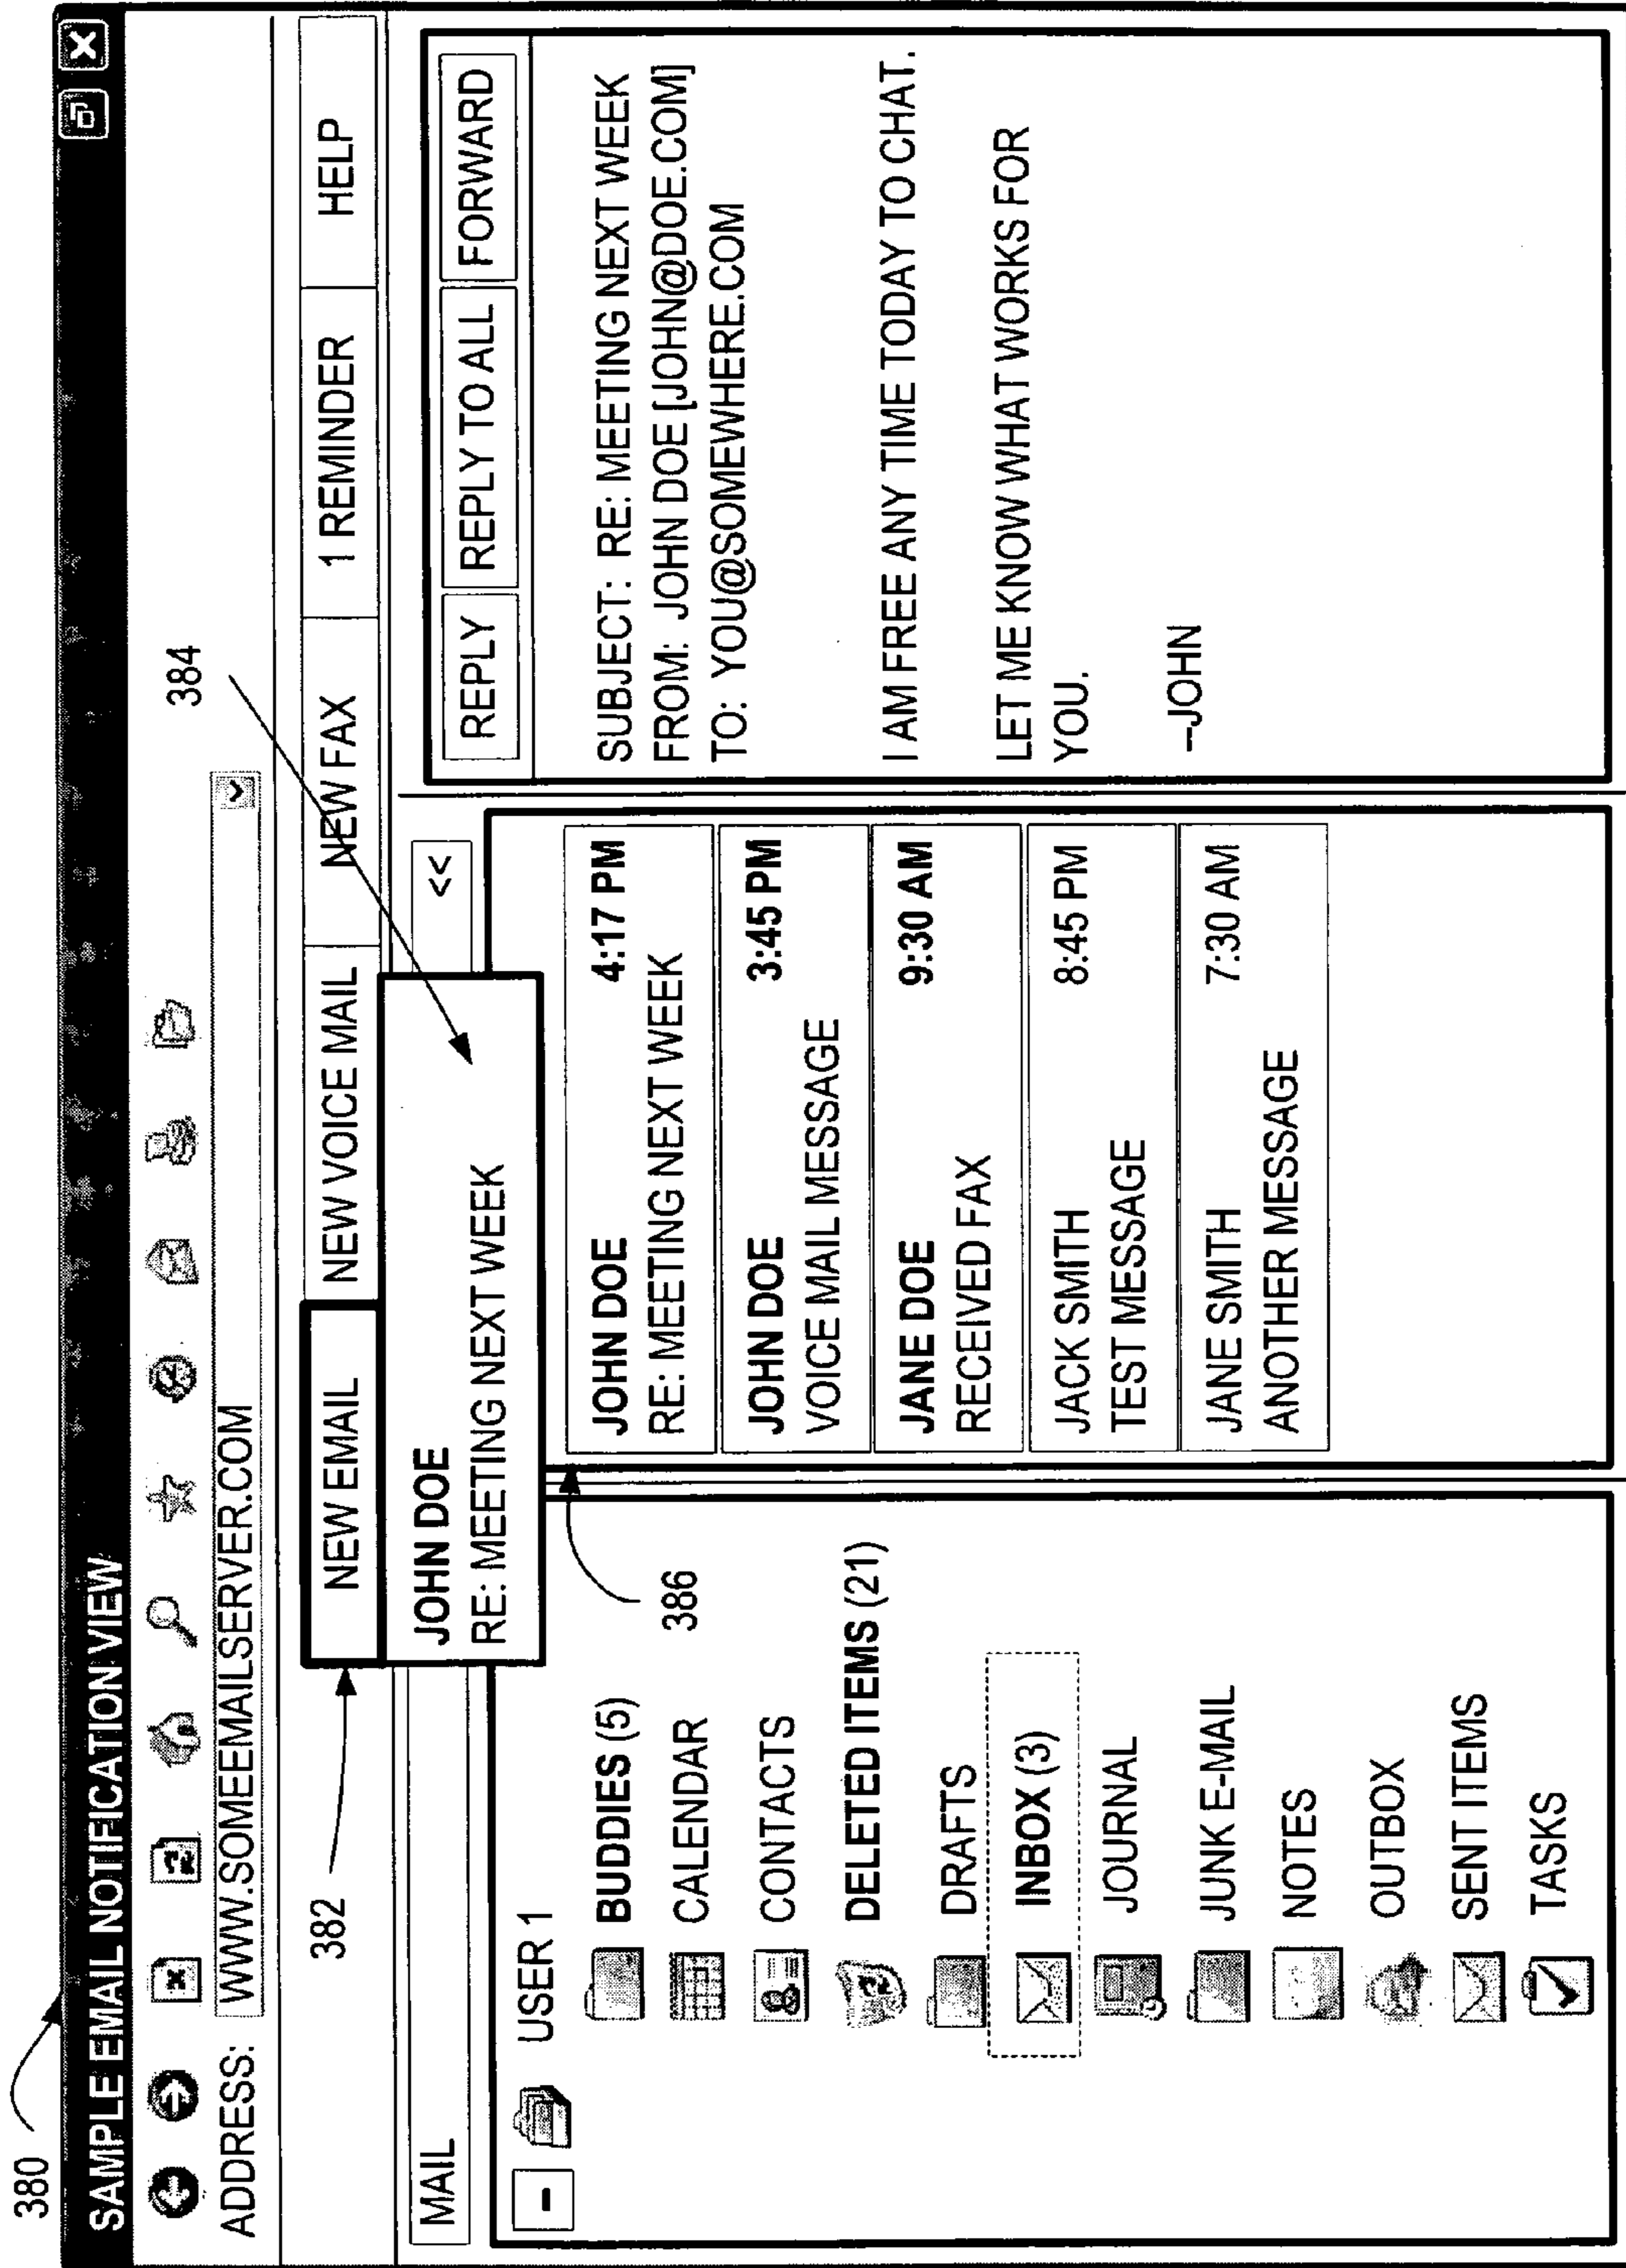 380
SAMPLE EMAIL NOTIFICATION VIEW
ADDRESS: WWW.SOMEEMAILSERVER.COM
384
382
NEW EMAIL
NEW VOICE MAIL
NEW FAX
1 REMINDER
HELP
JOHN DOE
RE: MEETING NEXT WEEK
MAIL
<<
USER 1
BUDDIES (5)
CALENDAR
CONTACTS
DELETED ITEMS (21)
DRAFTS
INBOX (3)
JOURNAL
JUNK E-MAIL
NOTES
OUTBOX
SENT ITEMS
TASKS
386
JOHN DOE 4:17 PM
RE: MEETING NEXT WEEK
JOHN DOE 3:45 PM
VOICE MAIL MESSAGE
JANE DOE 9:30 AM
RECEIVED FAX
JACK SMITH 8:45 PM
TEST MESSAGE
JANE SMITH 7:30 AM
ANOTHER MESSAGE
REPLY
REPLY TO ALL
FORWARD
SUBJECT: RE: MEETING NEXT WEEK
FROM: JOHN DOE [JOHN@DOE.COM]
TO: YOU@SOMEWHERE.COM
I AM FREE ANY TIME TODAY TO CHAT.
LET ME KNOW WHAT WORKS FOR
YOU.
--JOHN